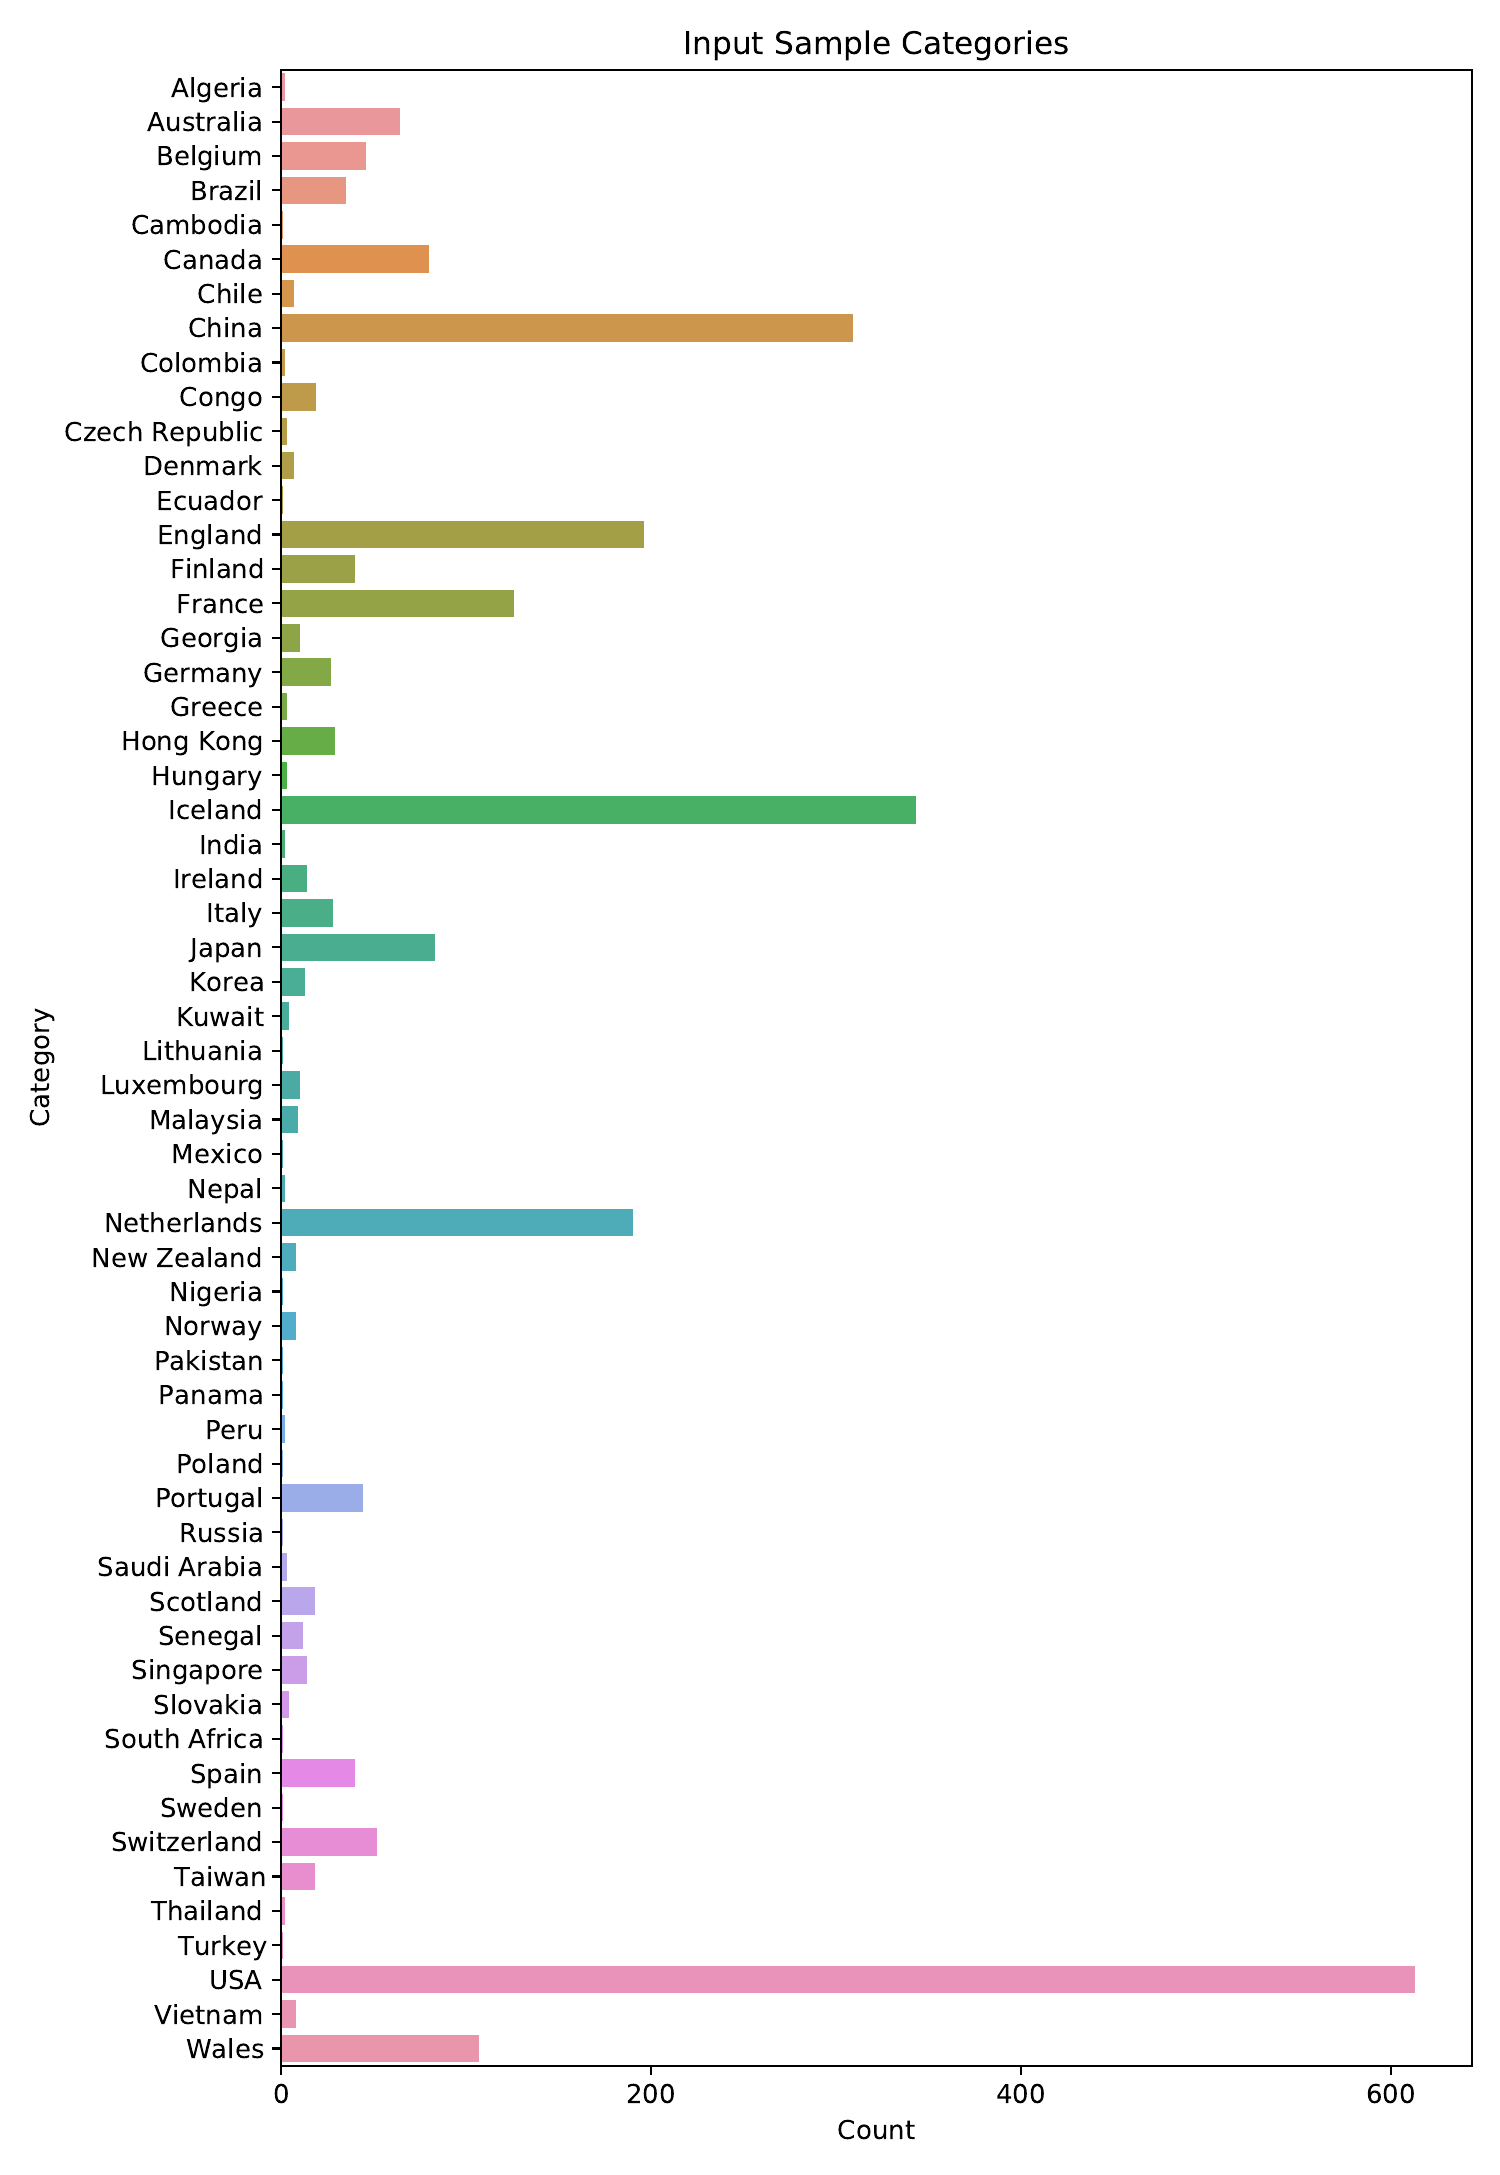 Input Sample Categories
Algeria
Australia
Belgium
Brazil
Cambodia
Canada
Chile
China
Colombia
Congo
Czech Republic
Denmark
Ecuador
England
Finland
France
Georgia
Germany
Greece
Hong Kong
Hungary
Iceland
India
Ireland
Italy
Japan
Korea
Kuwait
Lithuania
Luxembourg
Malaysia
Mexico
Nepal
Netherlands
New Zealand
Nigeria
Norway
Pakistan
Panama
Peru
Poland
Portugal
Russia
Saudi Arabia
Scotland
Senegal
Singapore
Slovakia
South Africa
Spain
Sweden
Switzerland
Taiwan
Thailand
Turkey
USA
Vietnam
Wales
Category
0 200 400 600
Count